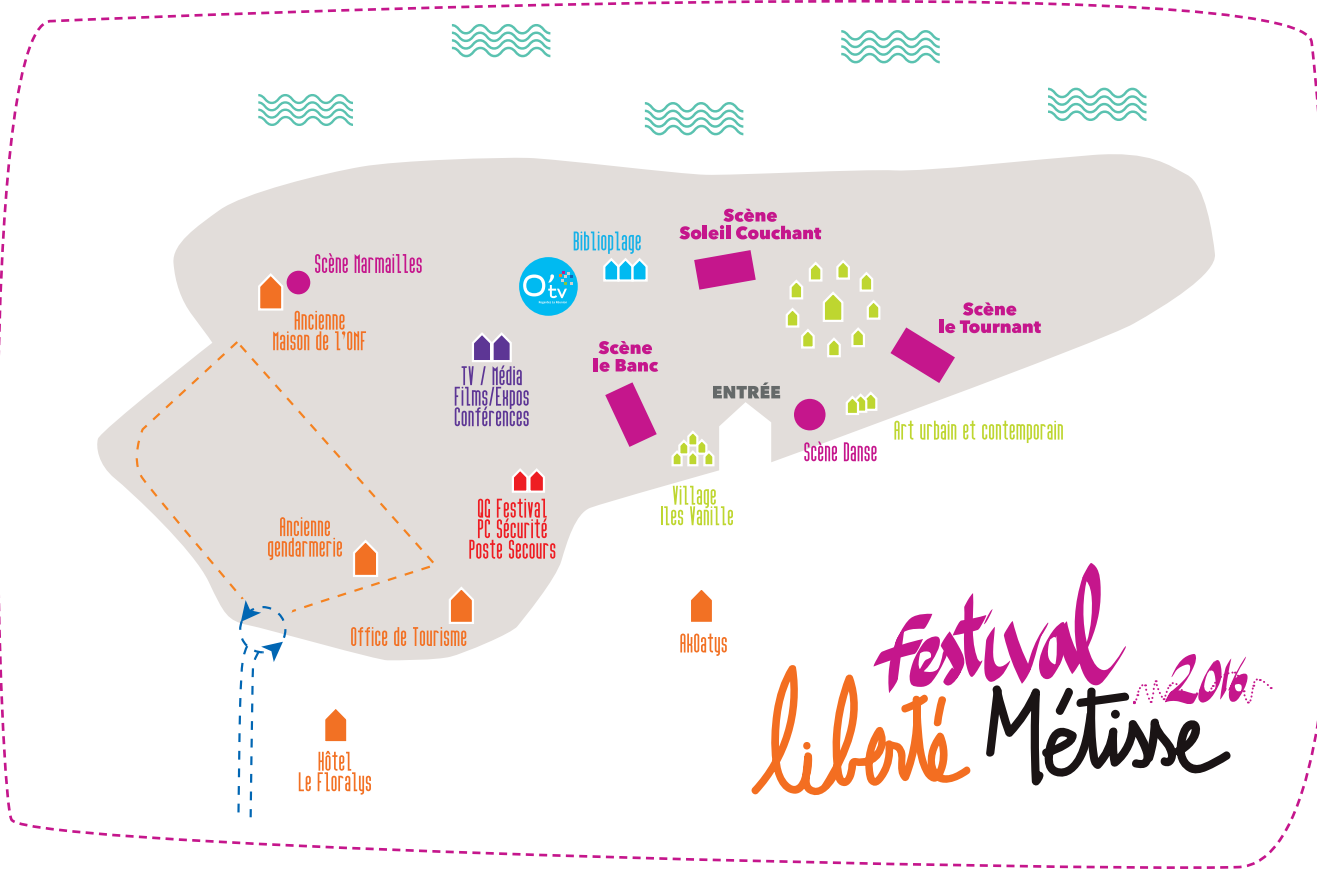 Scène
Soleil Couchant
Biblioplage
Scène Marmailles
O'tv
Ancienne
Maison de l'OMF
Scène
le Tournant
Scène
le Banc
TV / Média
Films/Expos
Conférences
ENTRÉE
Art urbain et contemporain
Scène Danse
Village
Iles Vanille
QG Festival
PC Sécurité
Poste Secours
Ancienne
gendarmerie
Office de Tourisme
AkOatys
Hôtel
Le Floralys
festival
liberté Métisse 2016